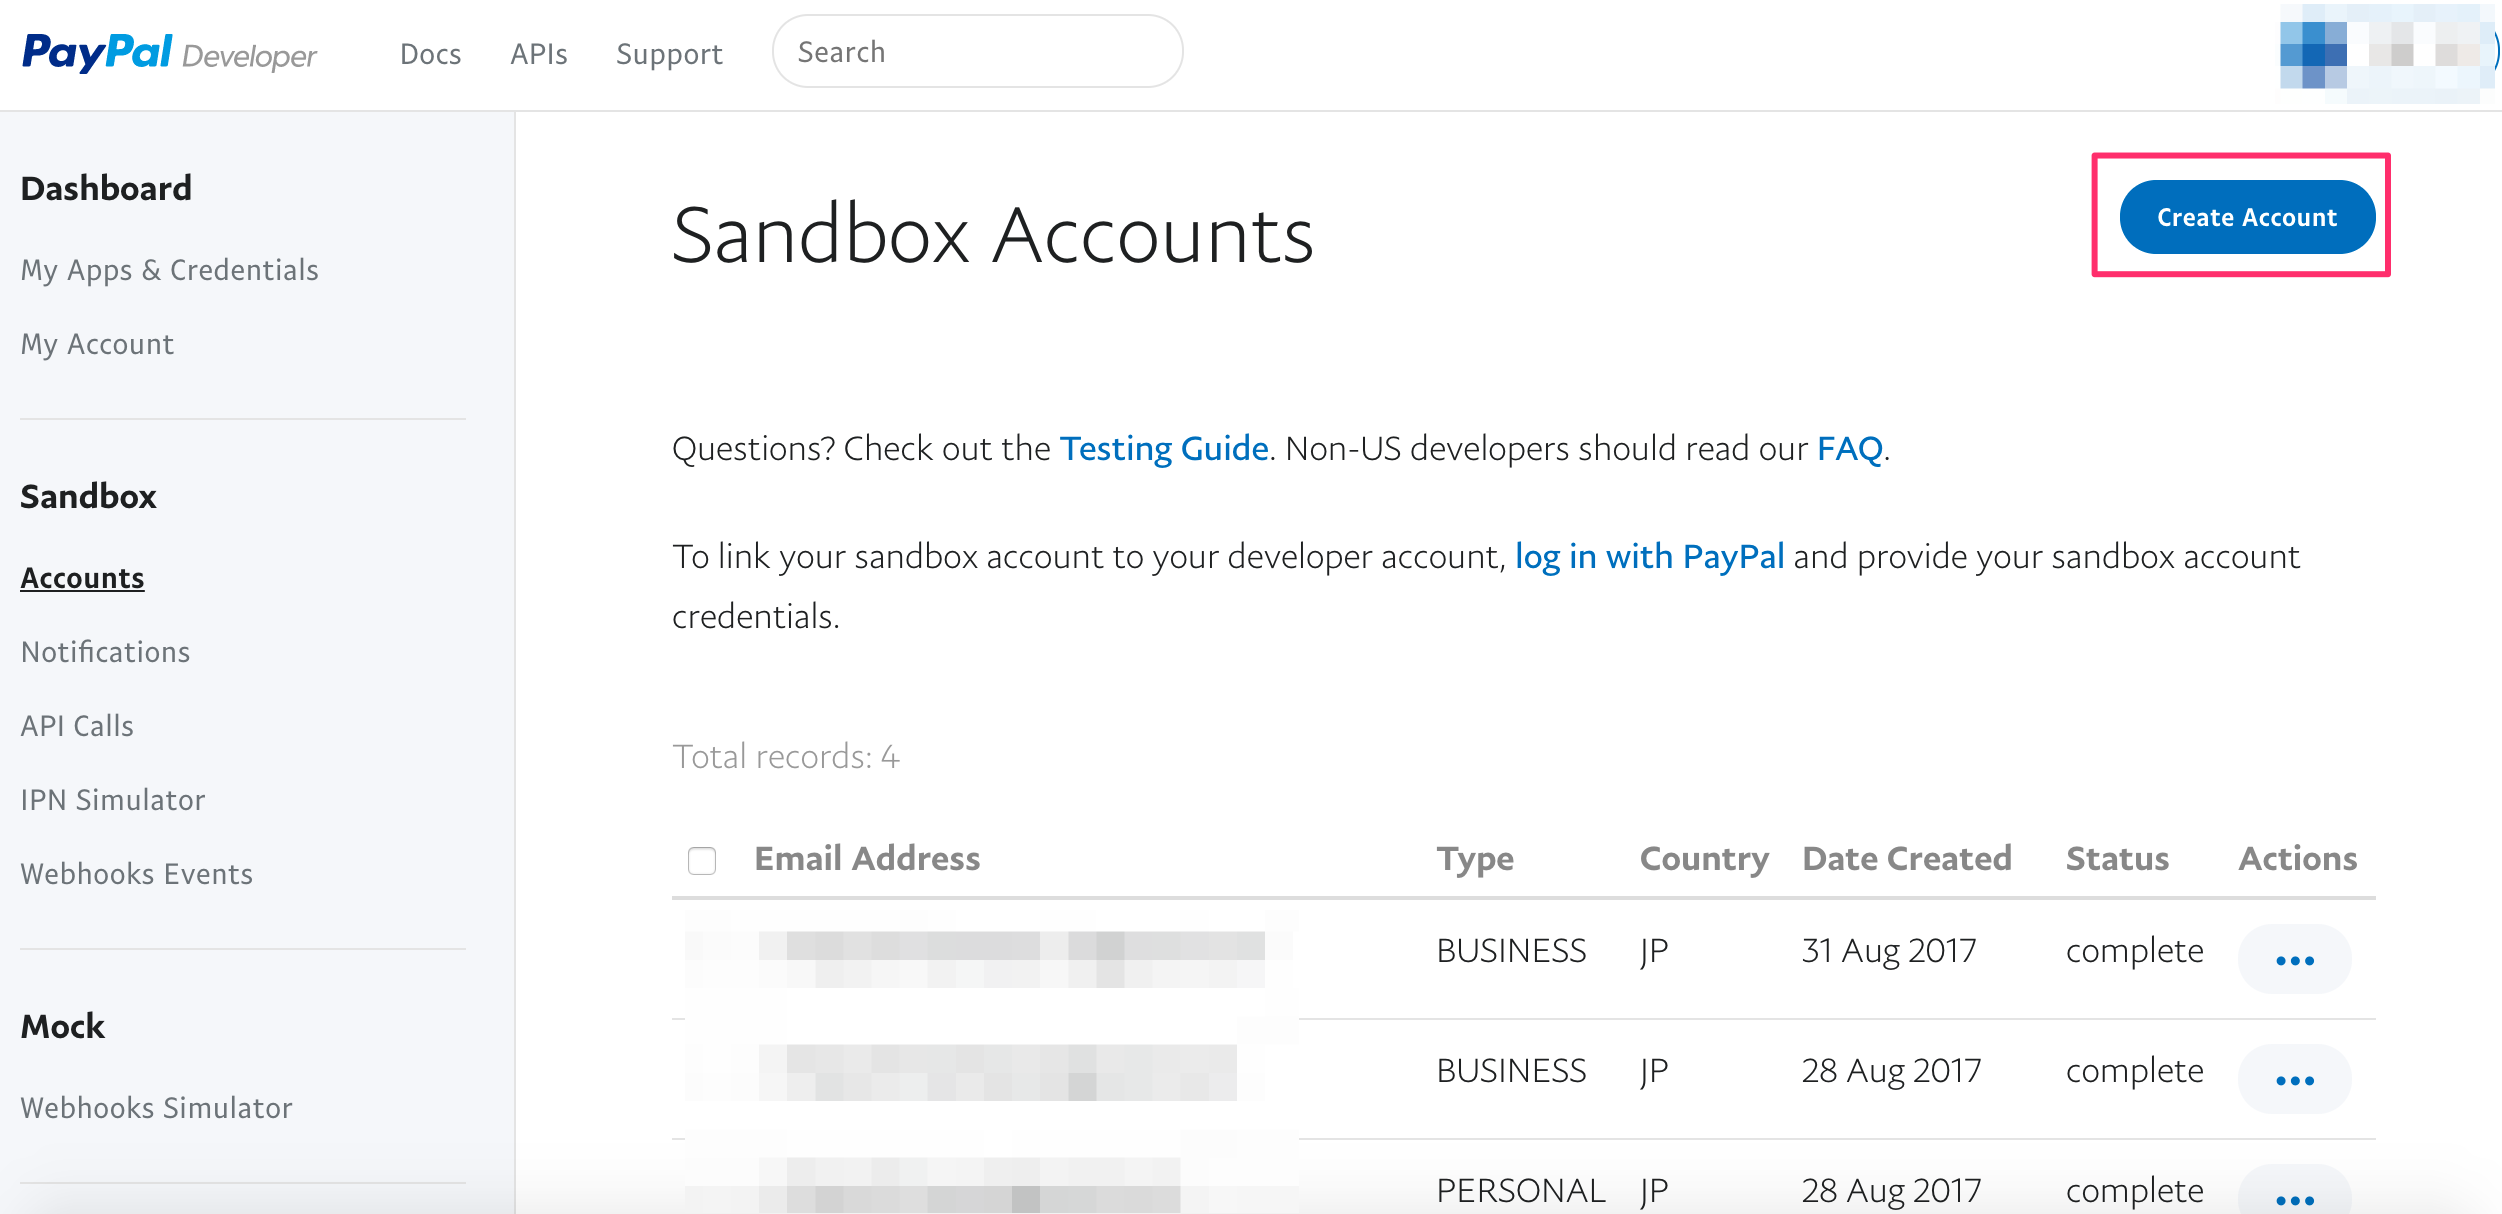 PayPal Developer Docs APIs Support Search
Dashboard
My Apps & Credentials
My Account
Sandbox
Accounts
Notifications
API Calls
IPN Simulator
Webhooks Events
Mock
Webhooks Simulator
Sandbox Accounts
Create Account
Questions? Check out the Testing Guide. Non-US developers should read our FAQ.
To link your sandbox account to your developer account, log in with PayPal and provide your sandbox account
credentials.
Total records: 4
Email Address Type Country Date Created Status Actions
BUSINESS JP 31 Aug 2017 complete
BUSINESS JP 28 Aug 2017 complete
PERSONAL JP 28 Aug 2017 complete